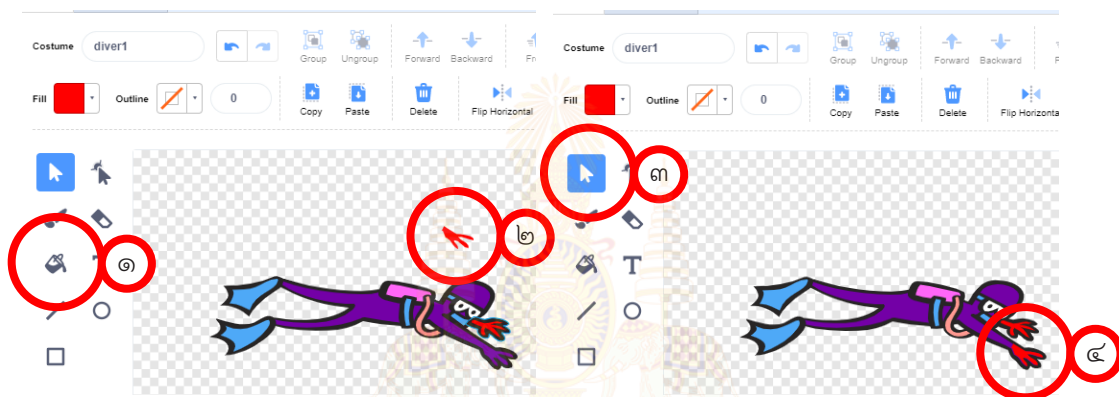 Costume diver1 Group Ungroup Forward Backward
Fill Outline 0 Copy Paste Delete Flip Horizontal
๑
๒
Costume diver1 Group Ungroup Forward Backward
Fill Outline 0 Copy Paste Delete Flip Horizonta
๓
T
๔